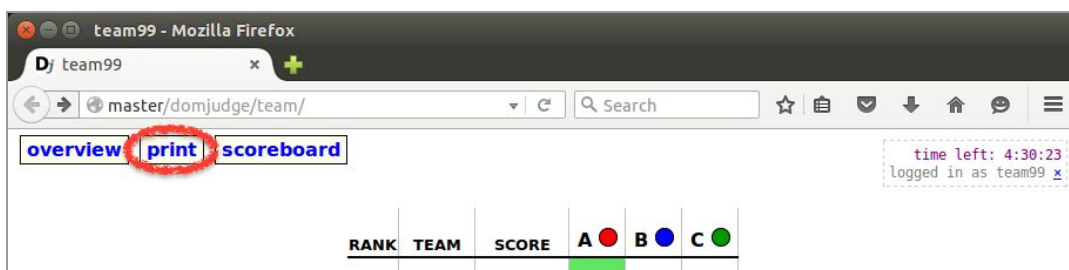 team99 - Mozilla Firefox
Dj team99
master/domjudge/team/ Search
overview print scoreboard
time left: 4:30:23
logged in as team99 x
RANK TEAM SCORE A B C